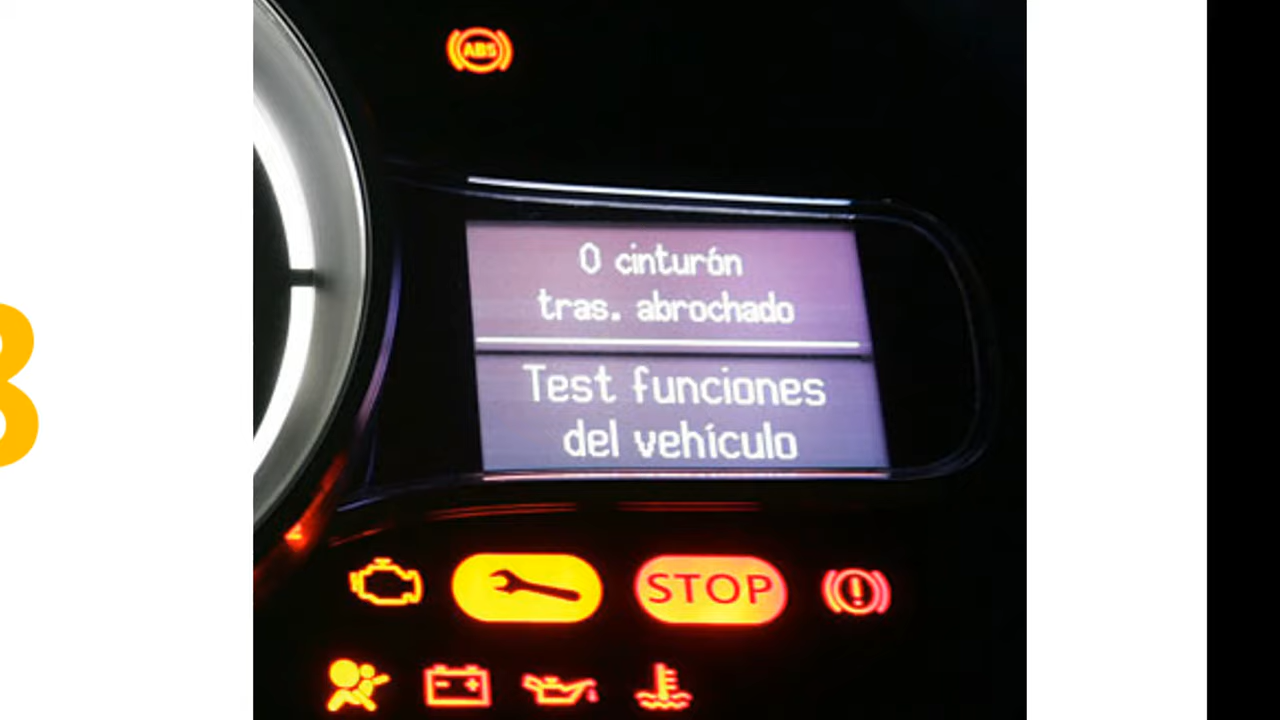 ABS
0 cinturón
tras. abrochado
Test funciones
del vehículo
STOP